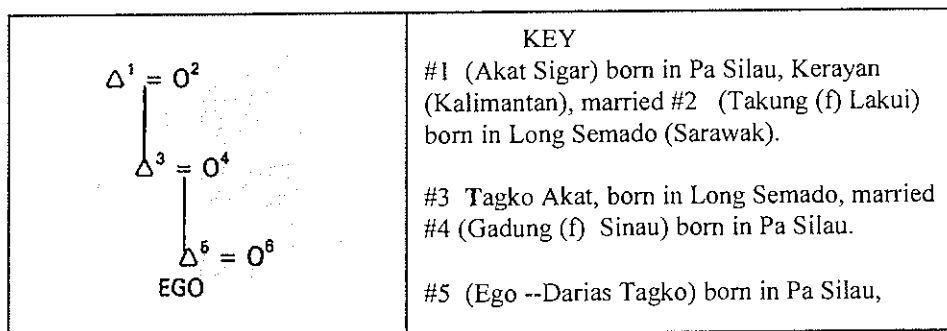 Δ¹ = O²
Δ³ = O⁴
Δ⁵ = O⁶
EGO
KEY
#1 (Akat Sigar) born in Pa Silau, Kerayan
(Kalimantan), married #2 (Takung (f) Lakui)
born in Long Semado (Sarawak).
#3 Tagko Akat, born in Long Semado, married
#4 (Gadung (f) Sinau) born in Pa Silau.
#5 (Ego --Darias Tagko) born in Pa Silau,